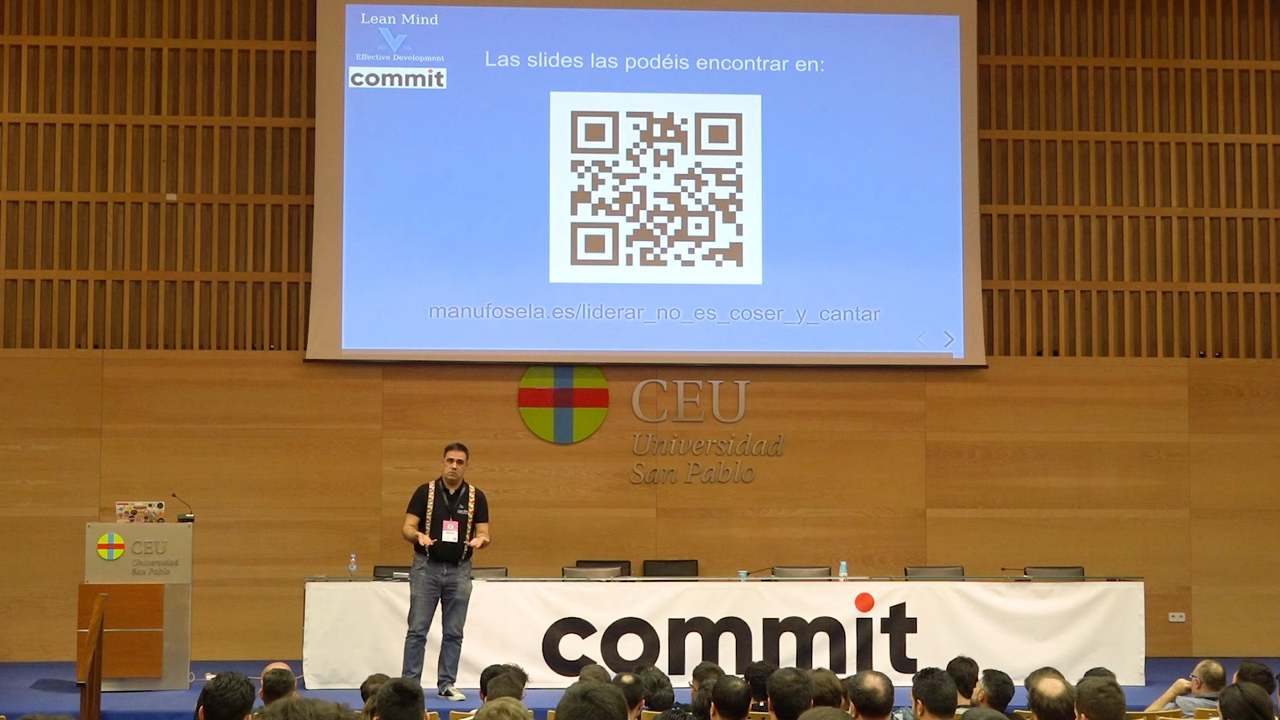 Lean Mind
Effective Development
commit
Las slides las podéis encontrar en:
manufosela.es/liderar_no_es_coser_y_cantar
CEU
Universidad
San Pablo
CEU
Universidad
San Pablo
commit